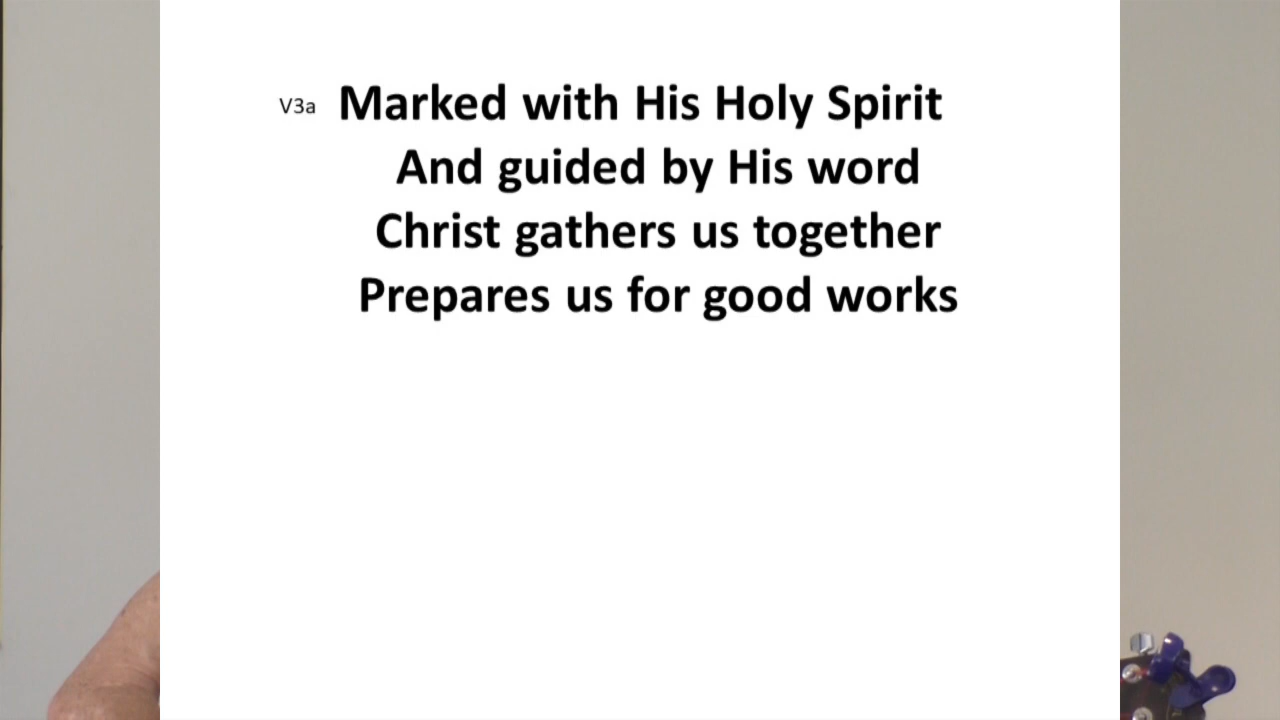 V3a Marked with His Holy Spirit
And guided by His word
Christ gathers us together
Prepares us for good works